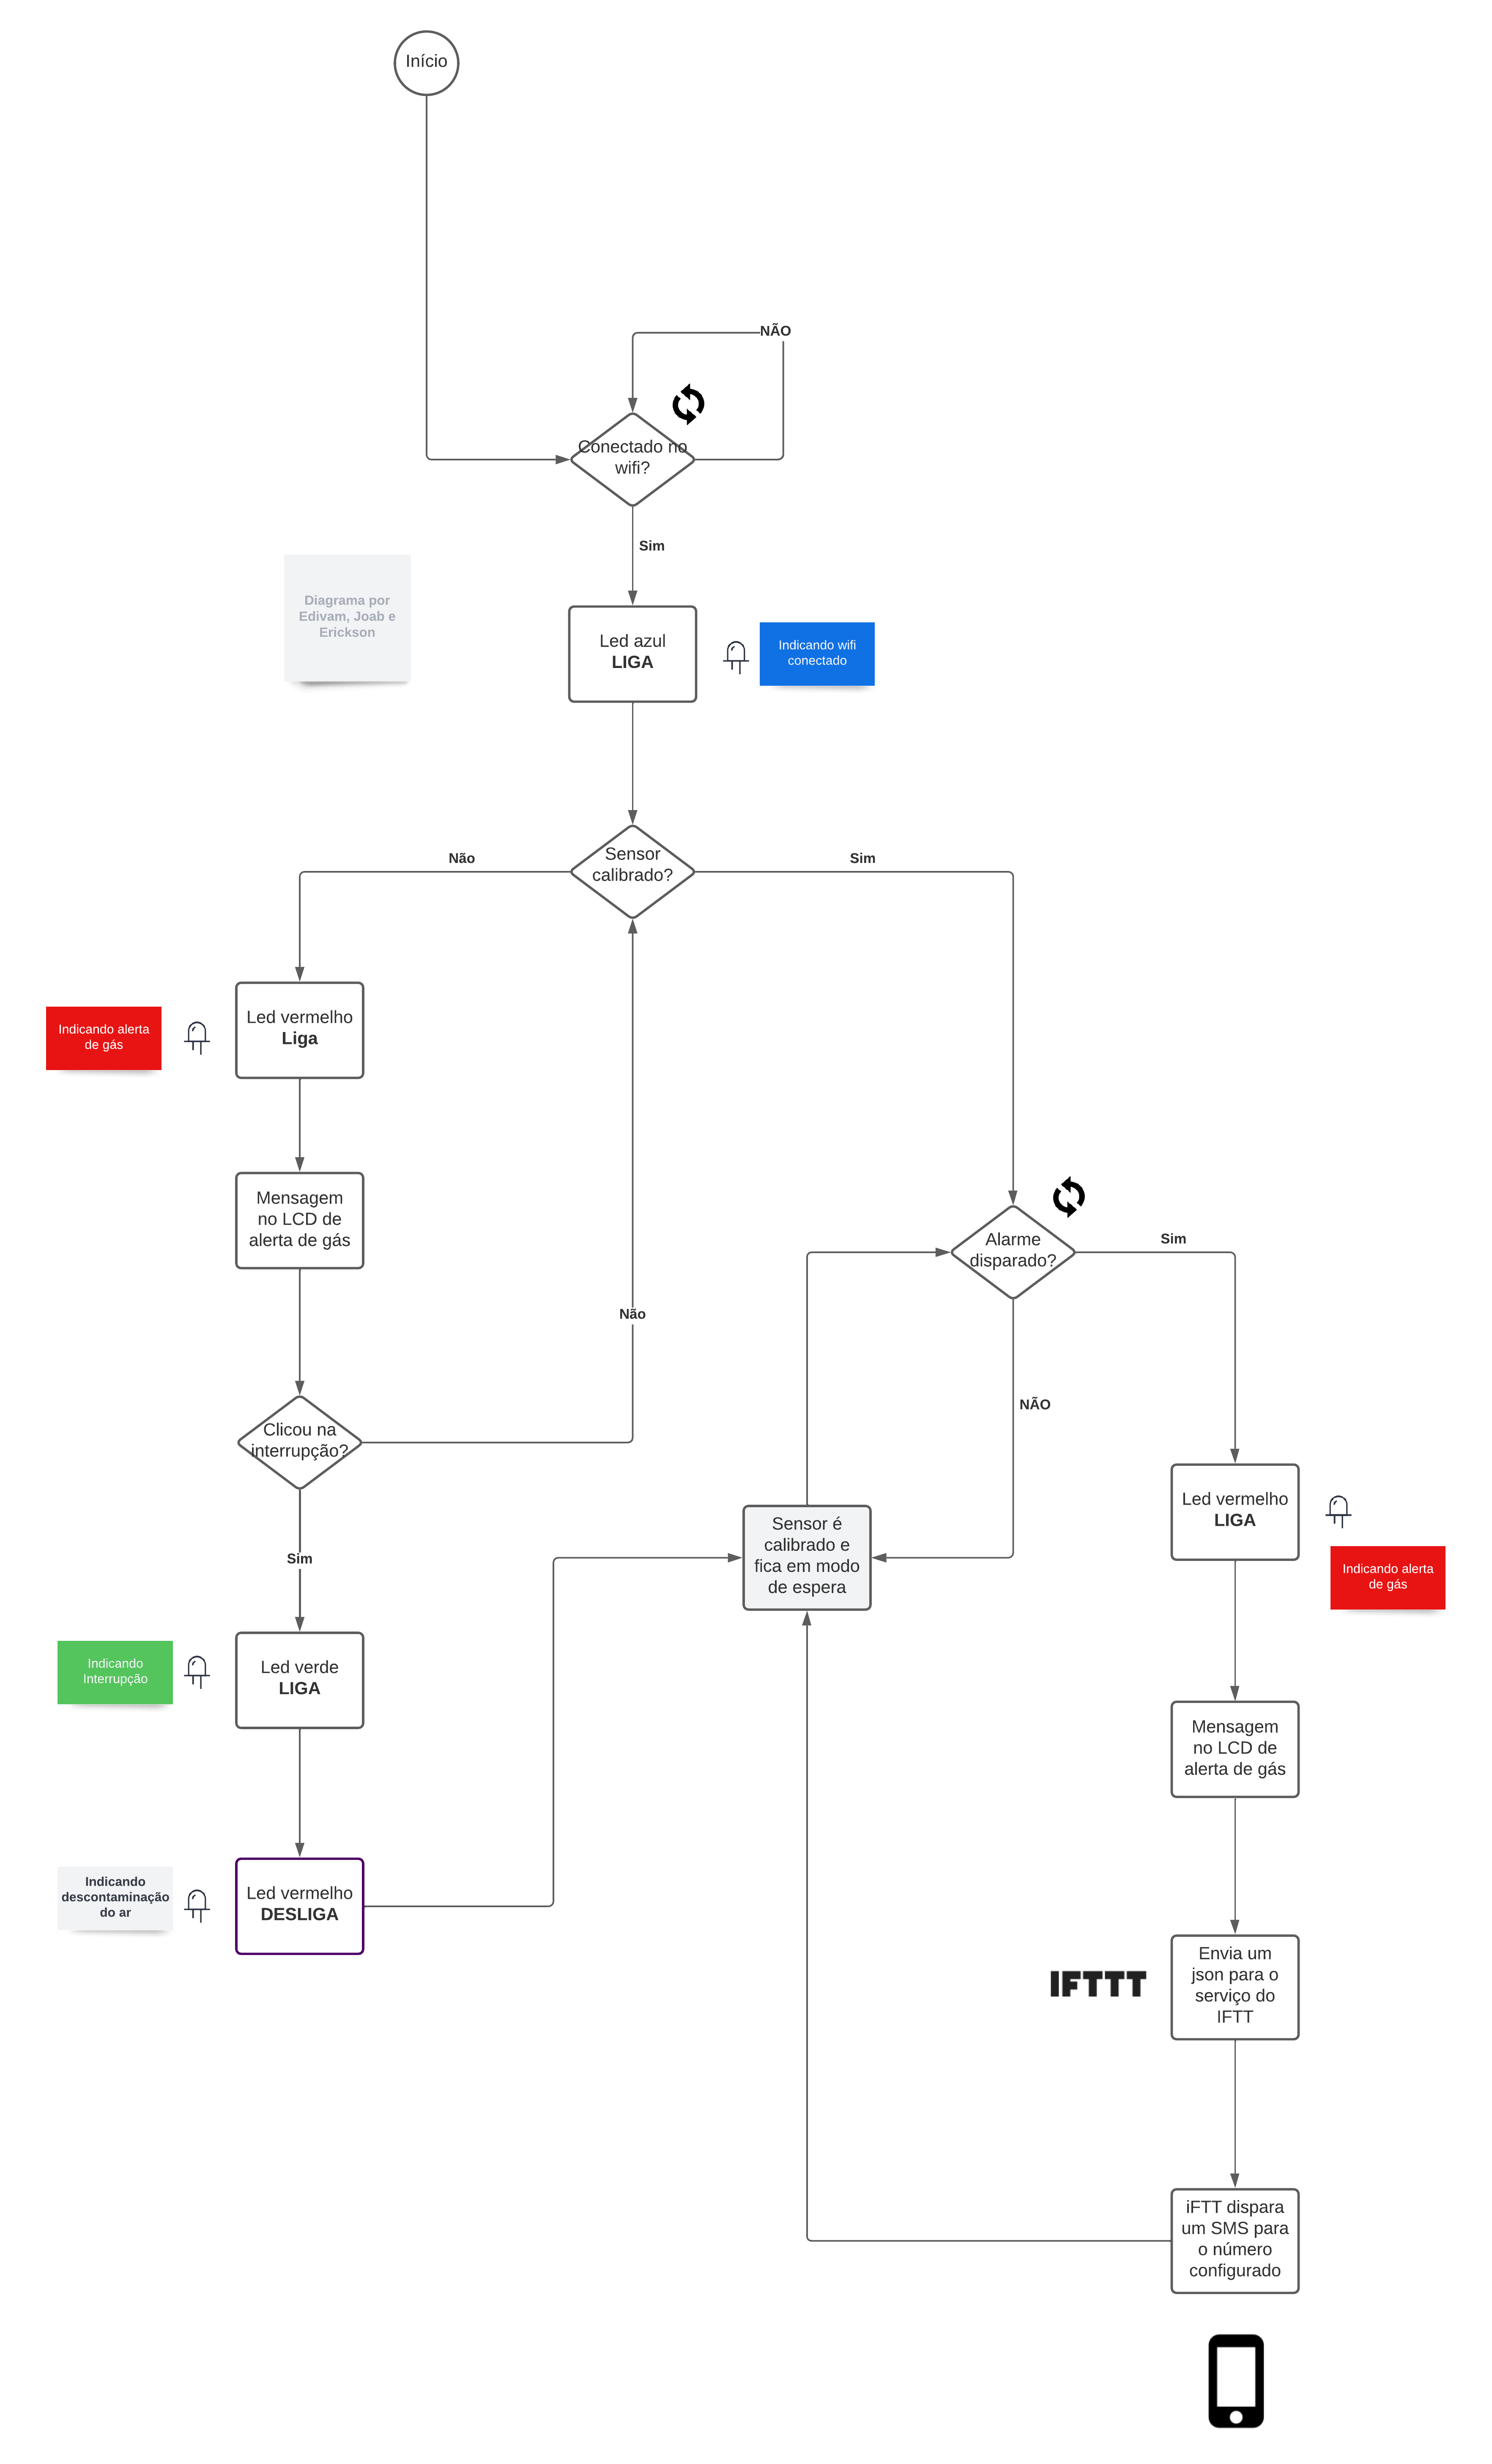 Início
NÃO
Conectado no
wifi?
Sim
Diagrama por
Edivam, Joab e
Erickson
Led azul
LIGA
Indicando wifi
conectado
Não
Sensor
calibrado?
Sim
Indicando alerta
de gás
Led vermelho
Liga
Mensagem
no LCD de
alerta de gás
Alarme
disparado?
Sim
Não
NÃO
Clicou na
interrupção?
Led vermelho
LIGA
Sensor é
calibrado e
fica em modo
de espera
Indicando alerta
de gás
Sim
Indicando
Interrupção
Led verde
LIGA
Mensagem
no LCD de
alerta de gás
Indicando
descontaminação
do ar
Led vermelho
DESLIGA
IFTTT
Envia um
json para o
serviço do
IFTT
iFTT dispara
um SMS para
o número
configurado